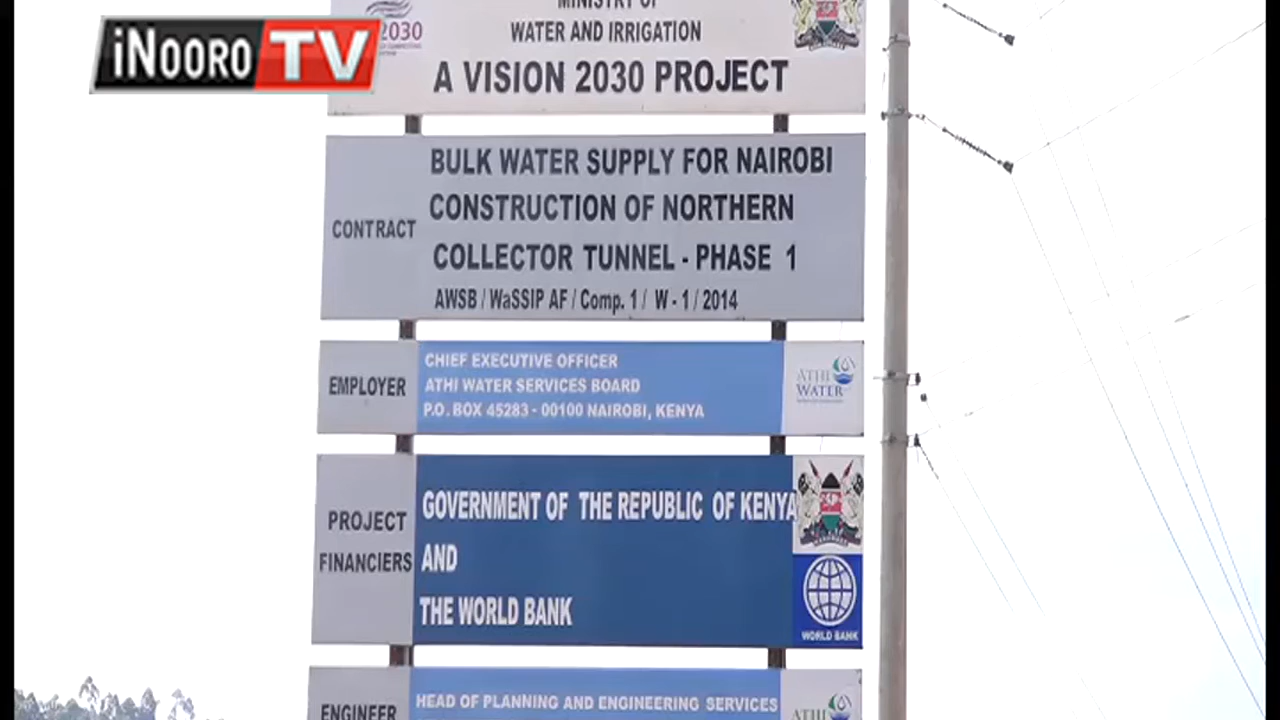 iNOORO TV
2030
MINISTRY OF
WATER AND IRRIGATION
A VISION 2030 PROJECT
CONTRACT
BULK WATER SUPPLY FOR NAIROBI
CONSTRUCTION OF NORTHERN
COLLECTOR TUNNEL - PHASE 1
AWSB / WaSSIP AF / Comp. 1 / W - 1 / 2014
EMPLOYER
CHIEF EXECUTIVE OFFICER
ATHI WATER SERVICES BOARD
P.O. BOX 45283 - 00100 NAIROBI, KENYA
ATHI
WATER
PROJECT
FINANCIERS
GOVERNMENT OF THE REPUBLIC OF KENYA
AND
THE WORLD BANK
WORLD BANK
ENGINEER
HEAD OF PLANNING AND ENGINEERING SERVICES
ATHI